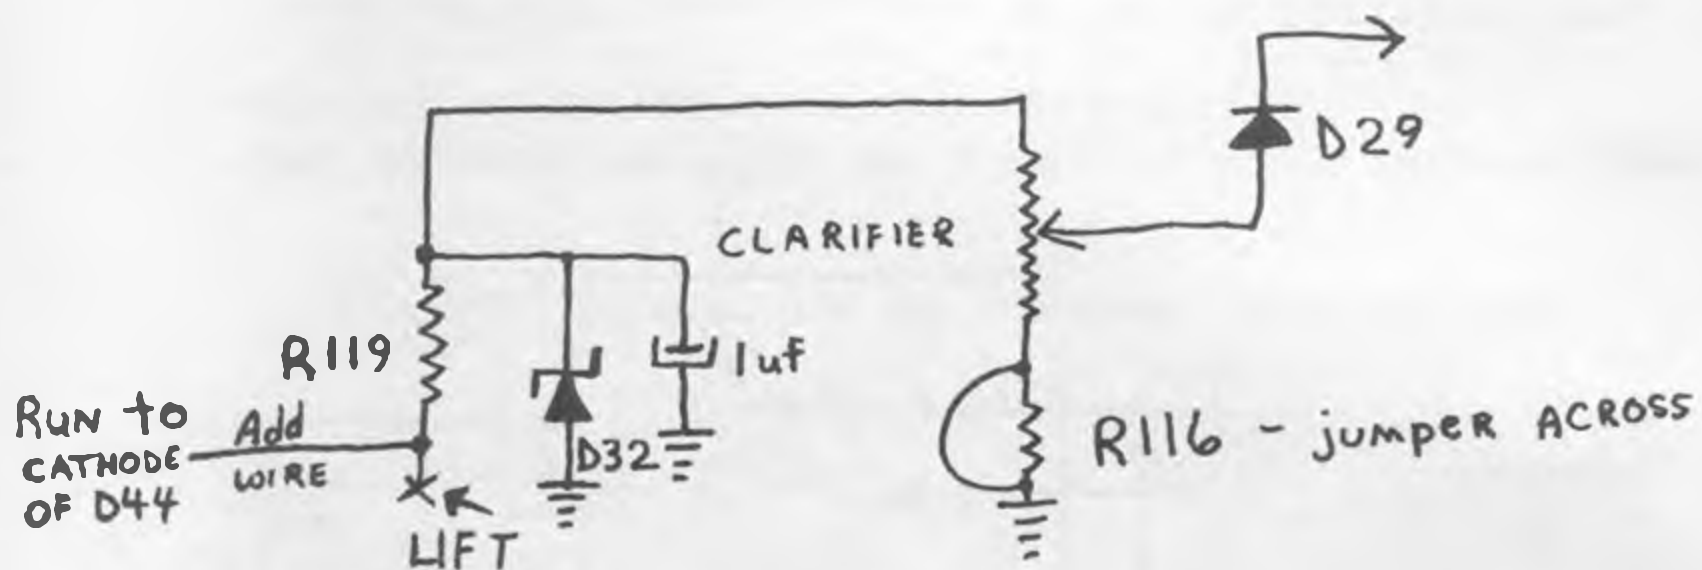 D29
CLARIFIER
R119
1uf
RUN to
CATHODE
OF D44
Add
WIRE
D32
R116 - jumpER ACROSS
LIFT